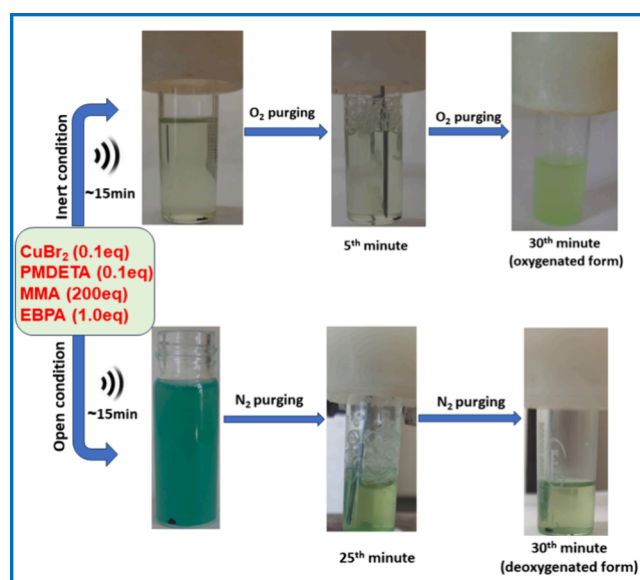 Inert condition
~15min
O₂ purging
O₂ purging
5th minute
30th minute
(oxygenated form)
CuBr₂ (0.1eq)
PMDETA (0.1eq)
MMA (200eq)
EBPA (1.0eq)
Open condition
~15min
N₂ purging
N₂ purging
25th minute
30th minute
(deoxygenated form)